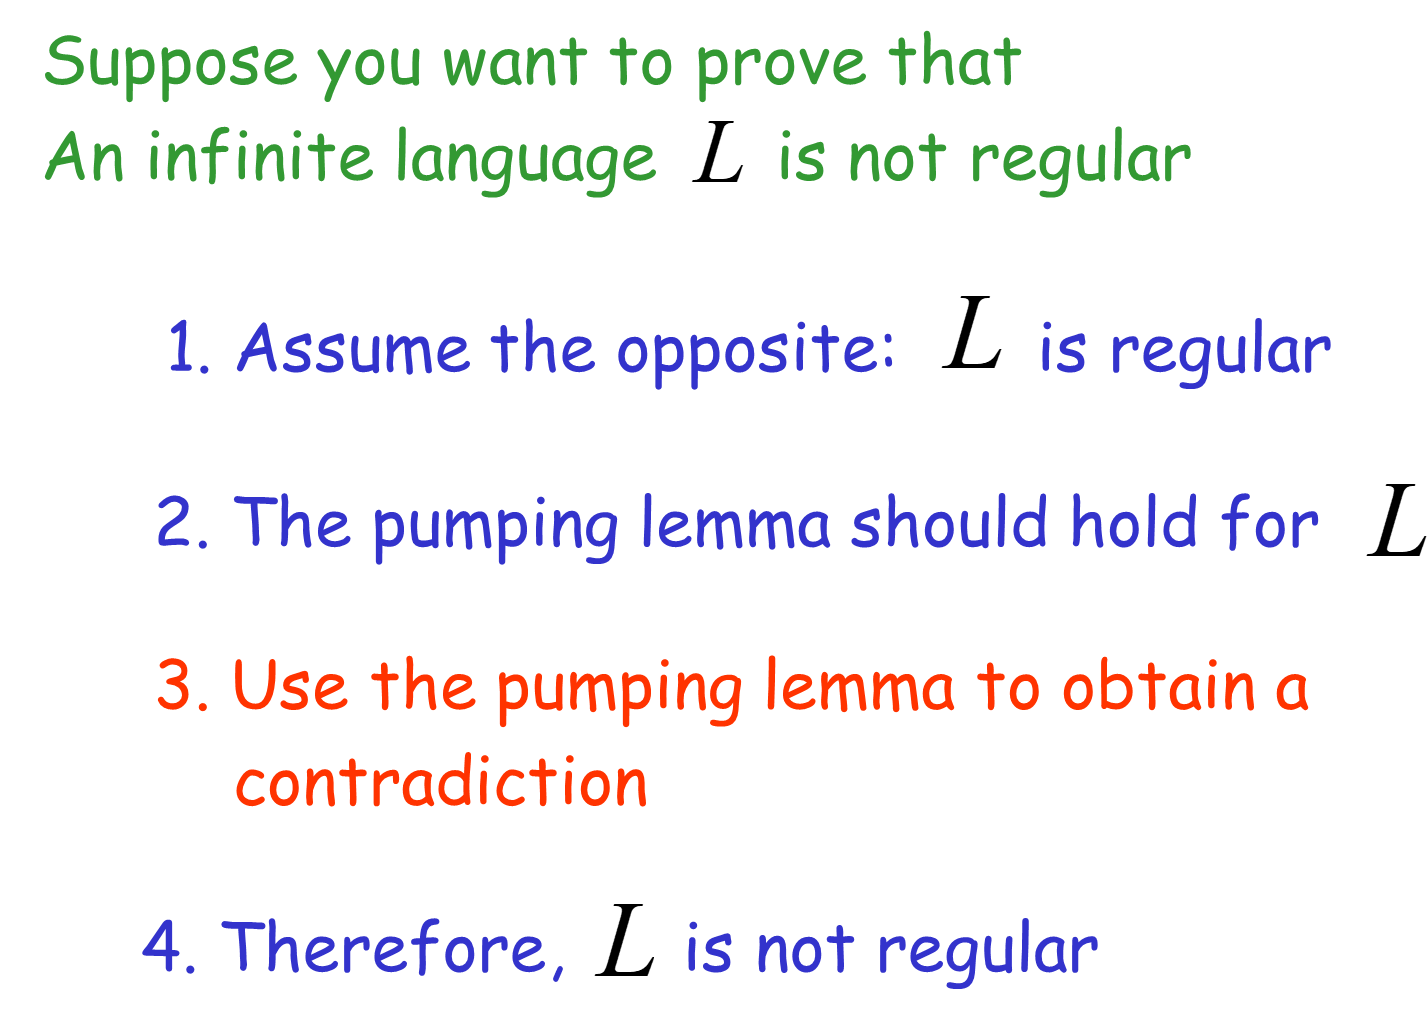 Suppose you want to prove that
An infinite language L is not regular
1. Assume the opposite: L is regular
2. The pumping lemma should hold for L
3. Use the pumping lemma to obtain a
contradiction
4. Therefore, L is not regular